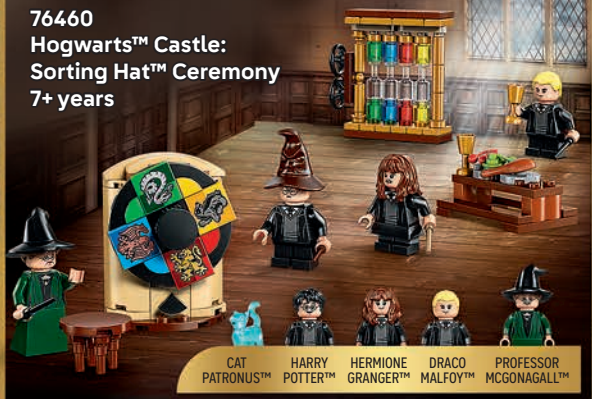 76460
Hogwarts™ Castle:
Sorting Hat™ Ceremony
7+ years
CAT
PATRONUS™
HARRY
POTTER™
HERMIONE
GRANGER™
DRACO
MALFOY™
PROFESSOR
MCGONAGALL™